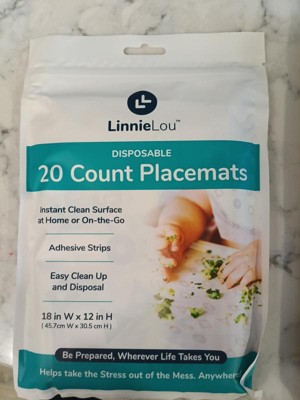 LinnieLou™
DISPOSABLE
20 Count Placemats
Instant Clean Surface
at Home or On-the-Go
Adhesive Strips
Easy Clean Up
and Disposal
18 in W x 12 in H
( 45.7cm W x 30.5 cm H )
Be Prepared, Wherever Life Takes You
Helps take the Stress out of the Mess. Anywhere!